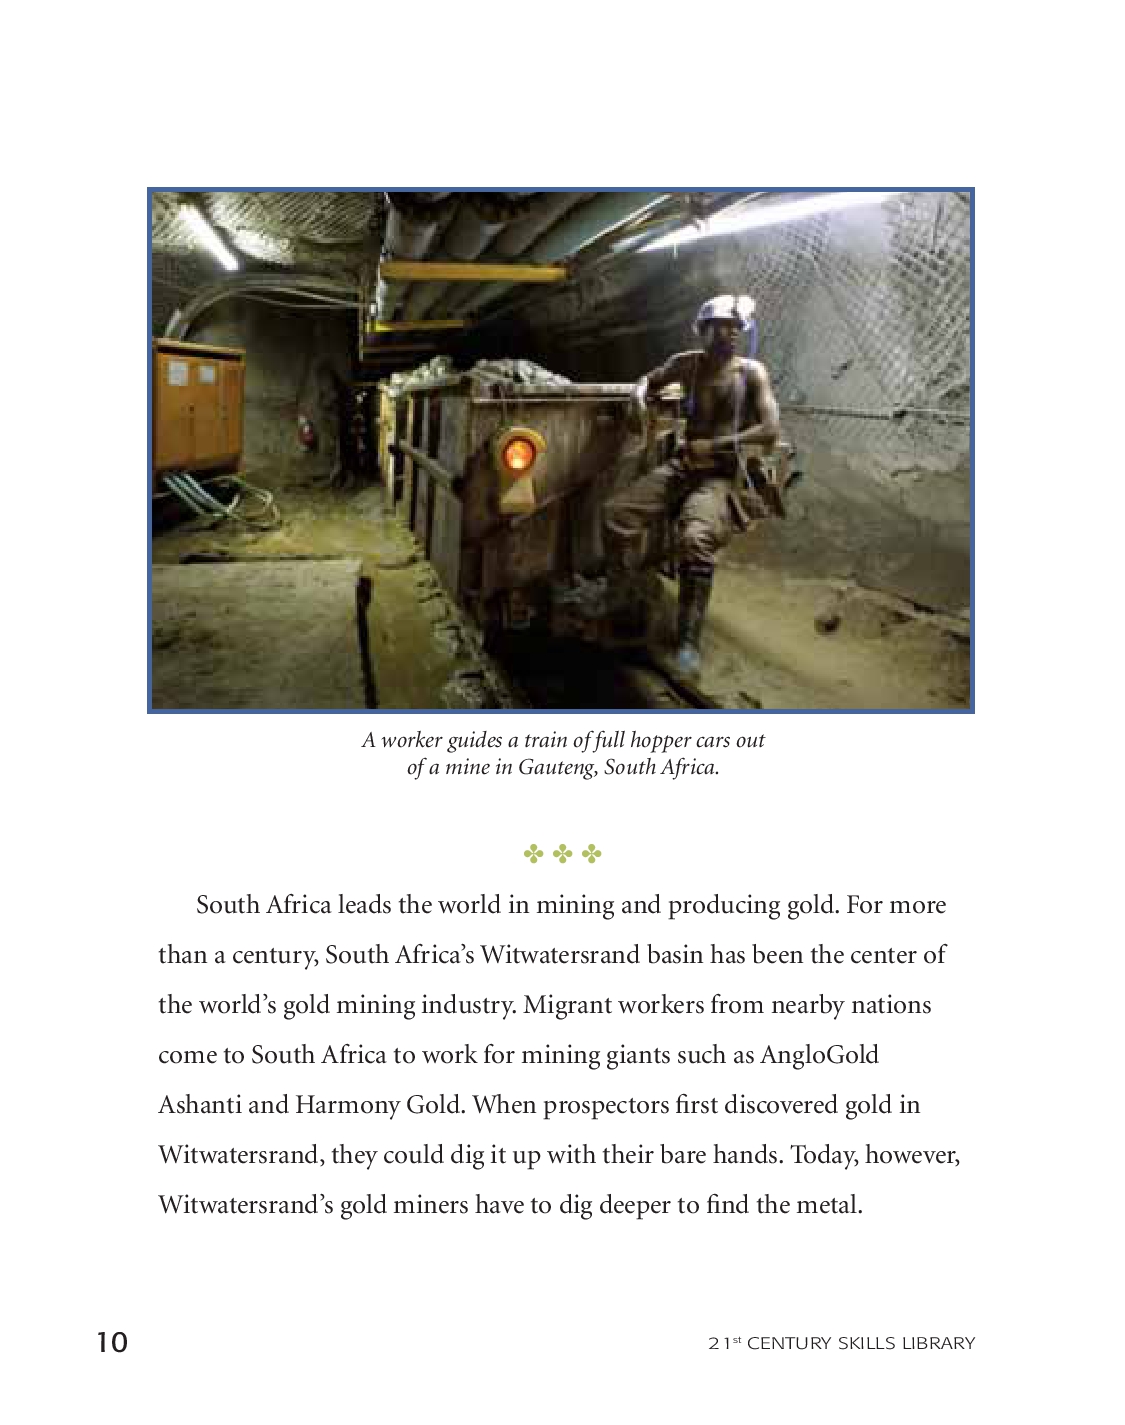 A worker guides a train of full hopper cars out
of a mine in Gauteng, South Africa.
South Africa leads the world in mining and producing gold. For more
than a century, South Africa’s Witwatersrand basin has been the center of
the world’s gold mining industry. Migrant workers from nearby nations
come to South Africa to work for mining giants such as AngloGold
Ashanti and Harmony Gold. When prospectors first discovered gold in
Witwatersrand, they could dig it up with their bare hands. Today, however,
Witwatersrand’s gold miners have to dig deeper to find the metal.
10
21st CENTURY SKILLS LIBRARY